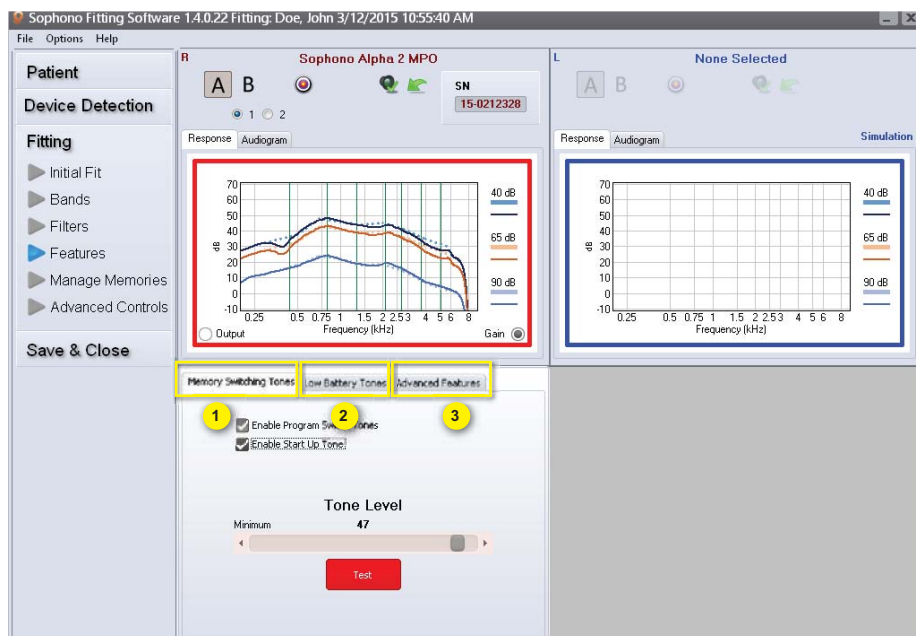 Sophono Fitting Software 1.4.0.22 Fitting: Doe, John 3/12/2015 10:55:40 AM
File Options Help
Patient
Device Detection
Fitting
Initial Fit
Bands
Filters
Features
Manage Memories
Advanced Controls
Save & Close
R Sophono Alpha 2 MPO
A B
SN
15-0212328
1 2
Response Audiogram
70
60
50
40
30
20
10
0
-10
dB
0.25 0.5 0.75 1 1.5 2 2.5 3 4 5 6 8
Frequency (kHz)
Output Gain
40 dB
65 dB
90 dB
L None Selected
A B
Response Audiogram Simulation
70
60
50
40
30
20
10
0
-10
dB
0.25 0.5 0.75 1 1.5 2 2.5 3 4 5 6 8
Frequency (kHz)
40 dB
65 dB
90 dB
Memory Switching Tones Low Battery Tones Advanced Features
1 2 3
Enable Program Tones
Enable Start Up Tone
Tone Level
Minimum 47
Test